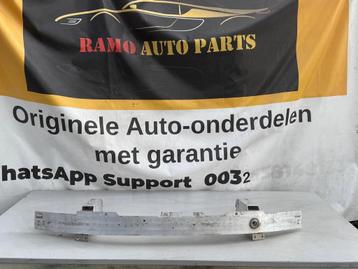 RAMO AUTO PARTS
Originele Auto-onderdelen
met garantie
hatsApp Support 0032